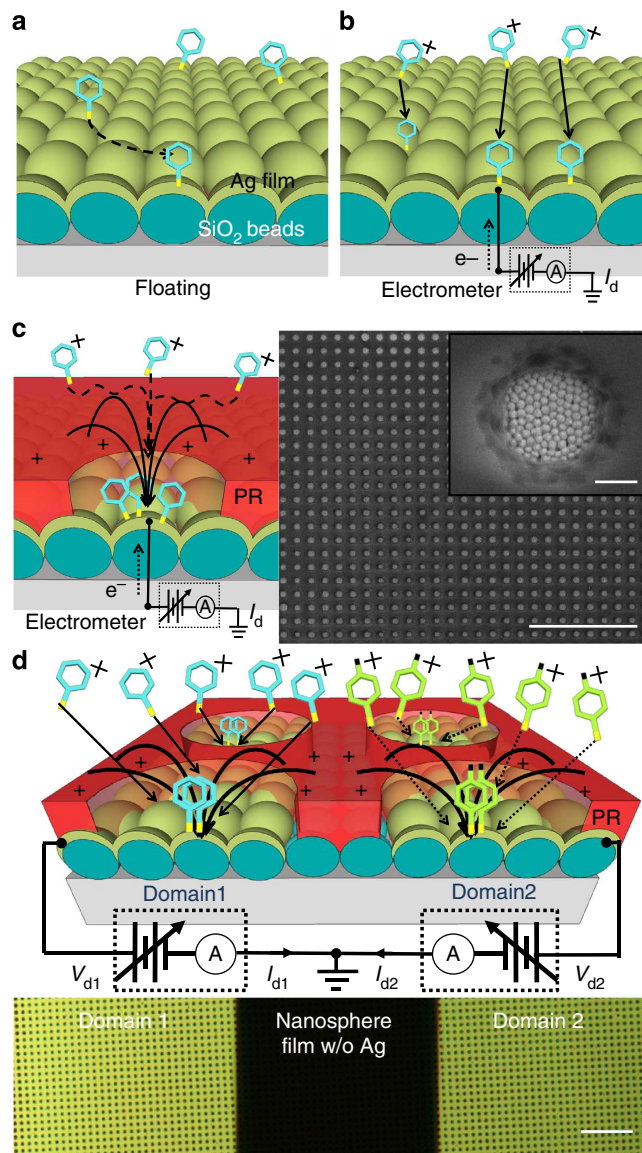 a
Ag film
SiO2 beads
Floating
b
e–
Electrometer
A
Id
c
+ + +
+ +
PR
e–
Electrometer
A
Id
d
+ + + + + + + + + +
+ + + +
+ + + +
PR
Domain1
Domain2
Vd1
A
Id1
Id2
A
Vd2
Domain 1
Nanosphere
film w/o Ag
Domain 2